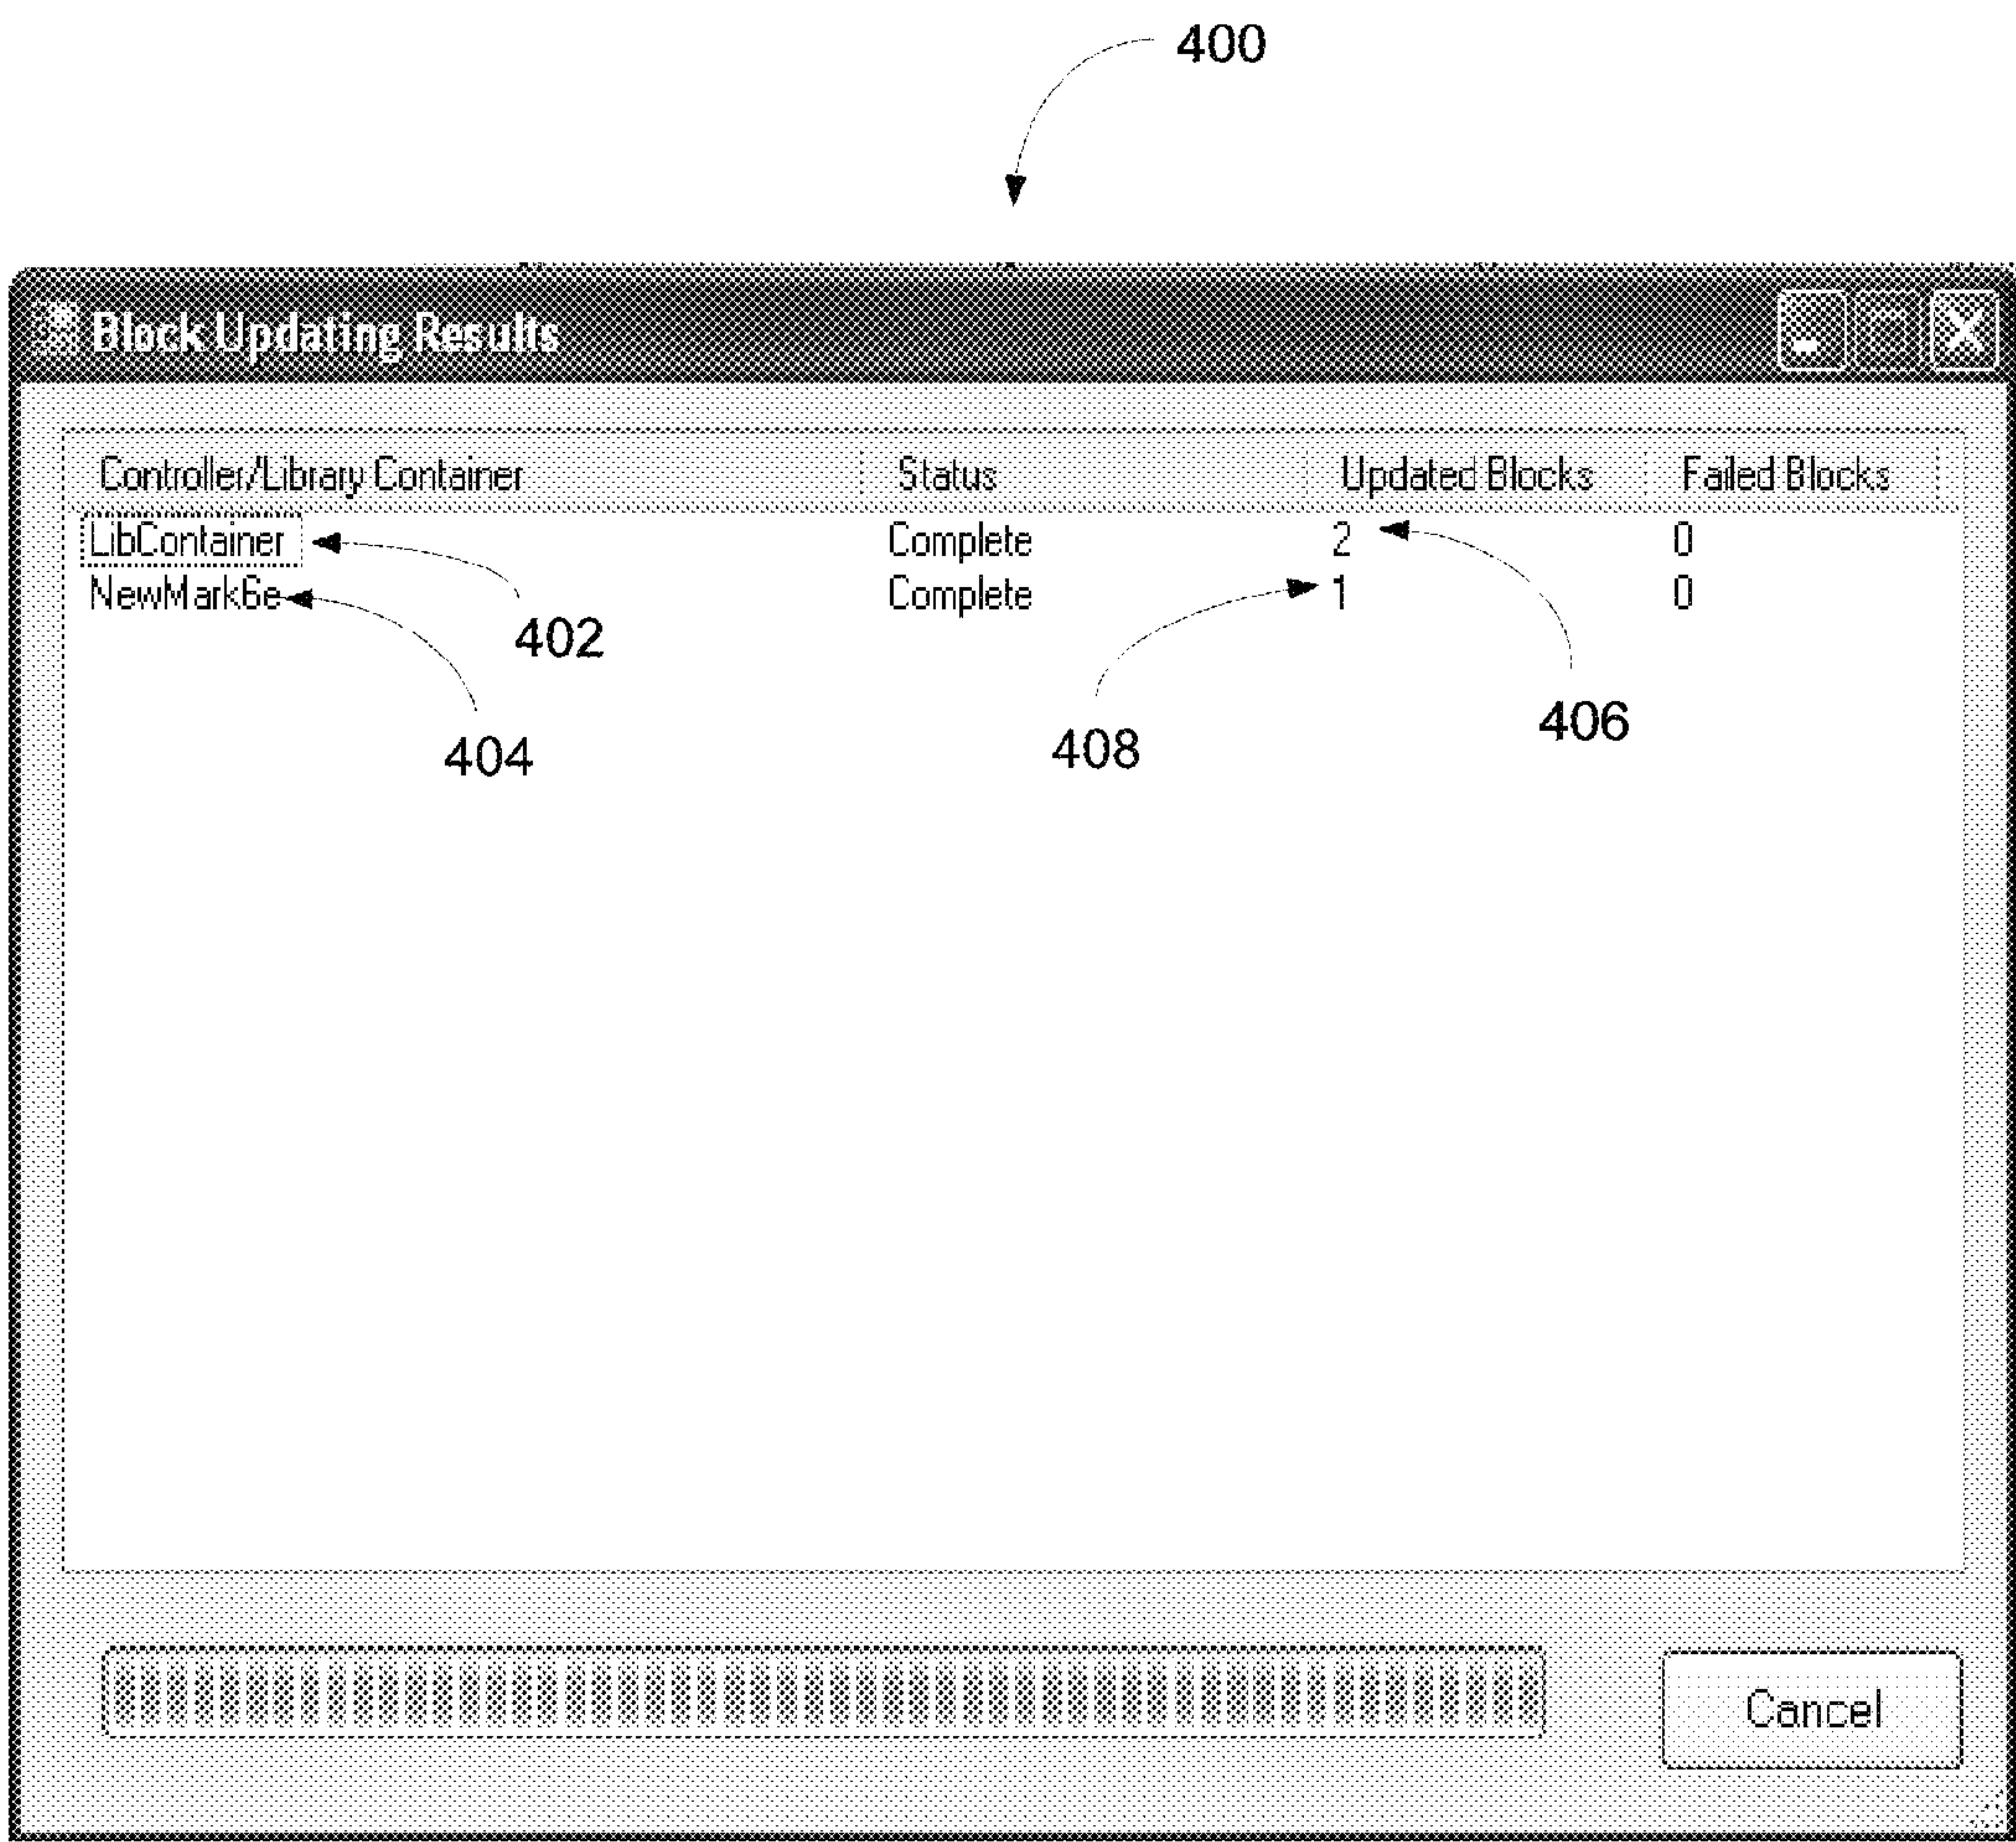 400
Block Updating Results
Controller/Library Container Status Updated Blocks Failed Blocks
LibContainer Complete 2 0
NewMark6e Complete 1 0
402
406
404
408
Cancel